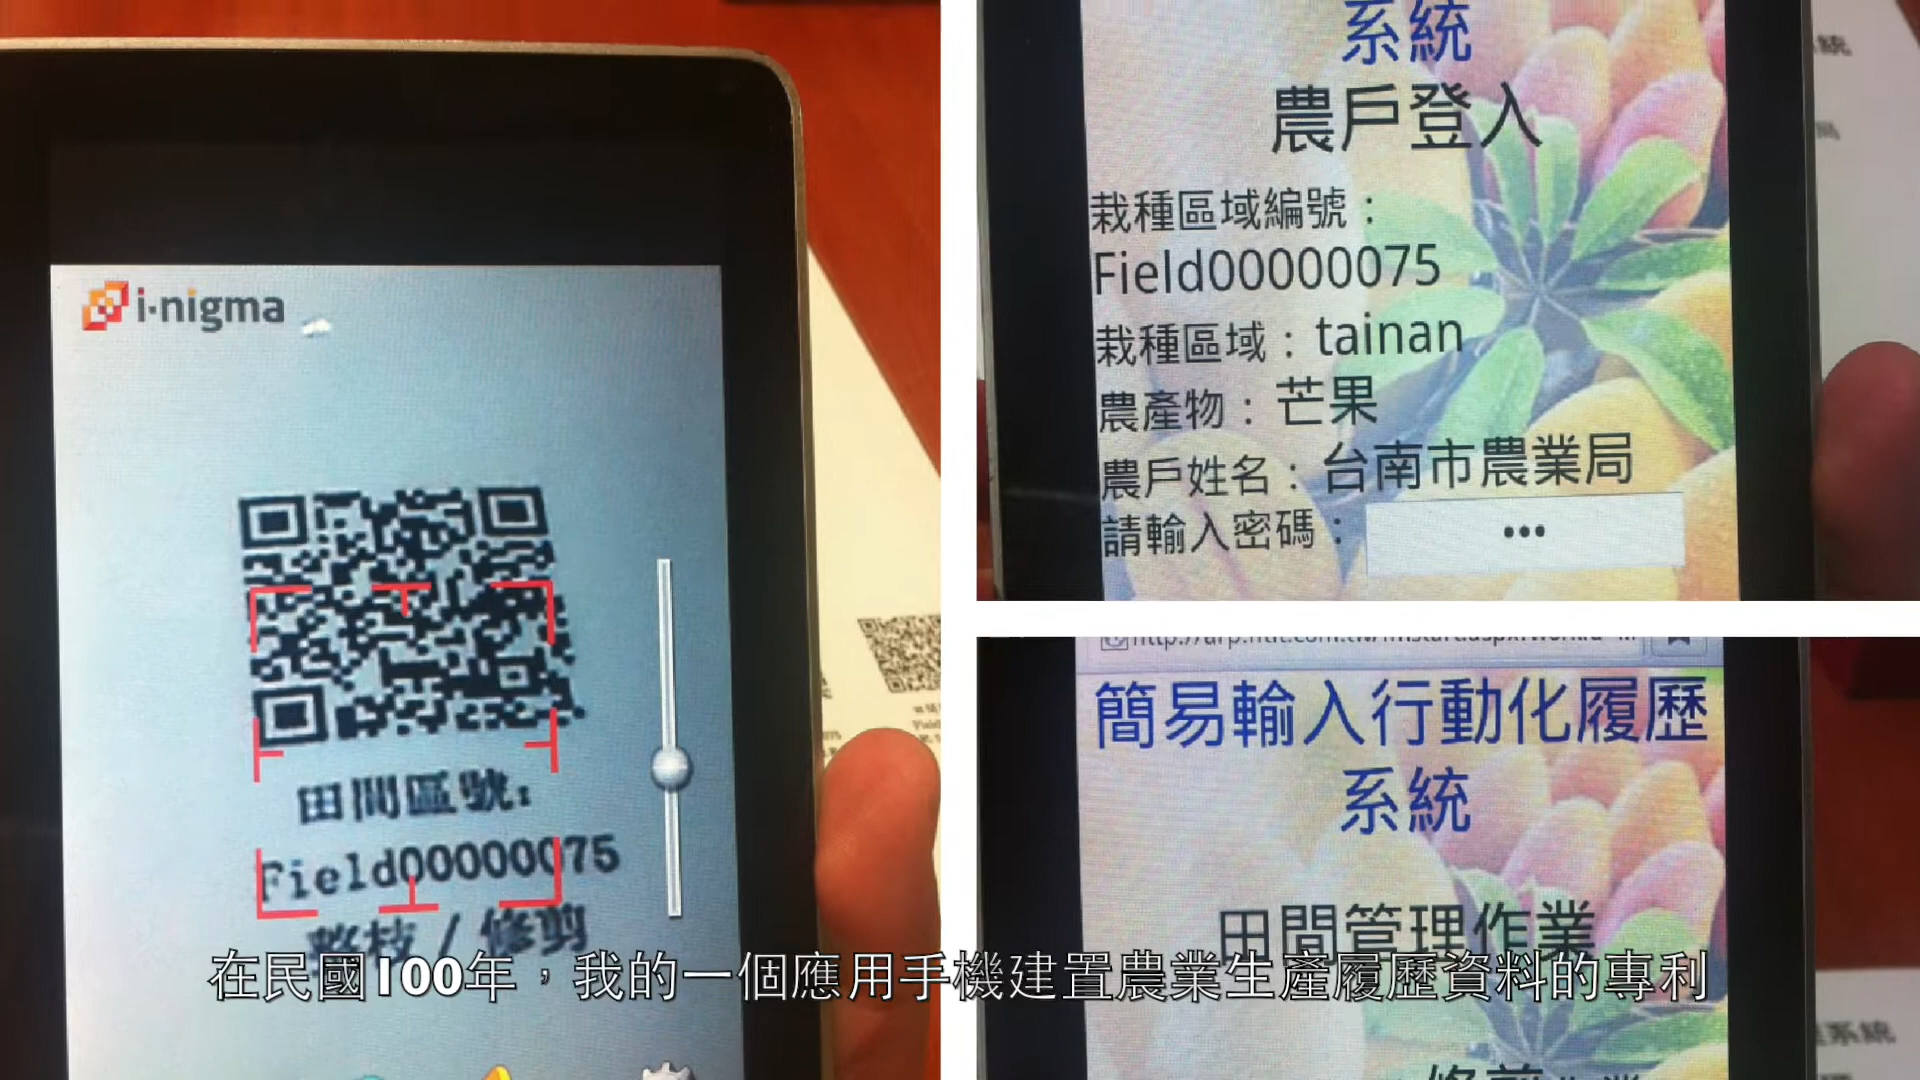 i-nigma
田間區號:
Field00000075
整枝 / 修剪
系統
農戶登入
栽種區域編號：
Field00000075
栽種區域：tainan
農產物：芒果
農戶姓名：台南市農業局
請輸入密碼：•••
簡易輸入行動化履歷
系統
田間管理作業
在民國100年，我的一個應用手機建置農業生產履歷資料的專利